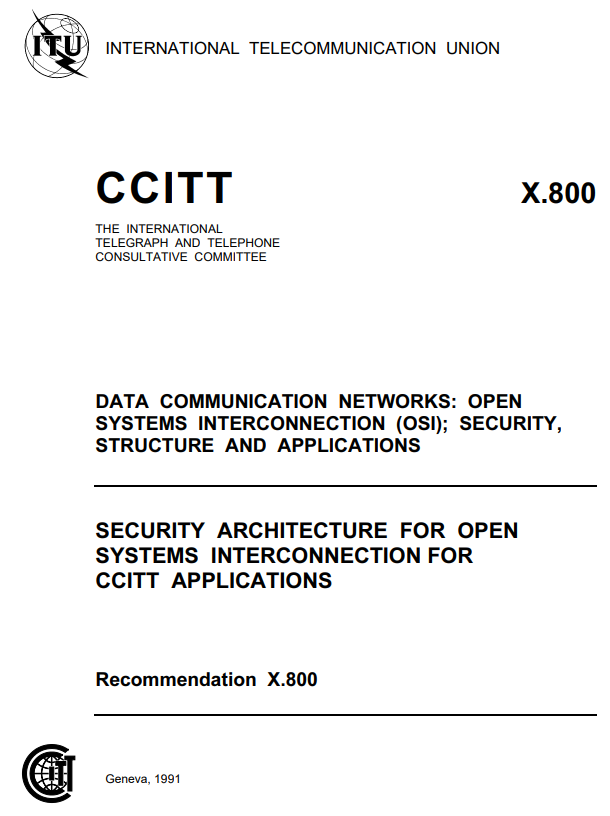 ITU
INTERNATIONAL TELECOMMUNICATION UNION
CCITT
X.800
THE INTERNATIONAL
TELEGRAPH AND TELEPHONE
CONSULTATIVE COMMITTEE
DATA COMMUNICATION NETWORKS: OPEN
SYSTEMS INTERCONNECTION (OSI); SECURITY,
STRUCTURE AND APPLICATIONS
SECURITY ARCHITECTURE FOR OPEN
SYSTEMS INTERCONNECTION FOR
CCITT APPLICATIONS
Recommendation X.800
CCITT
Geneva, 1991